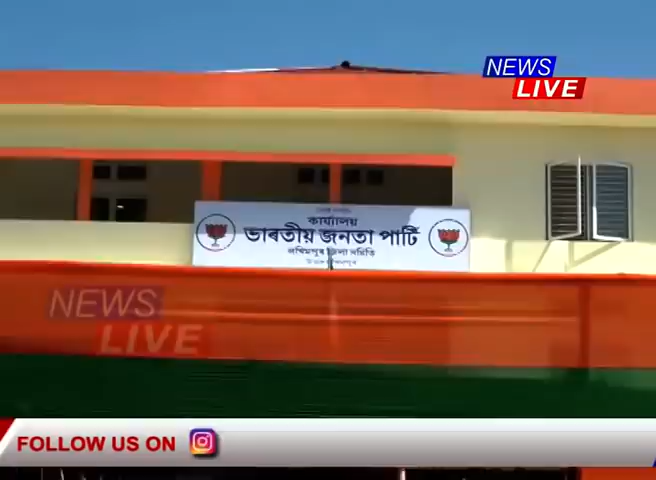 NEWS
LIVE
কাৰ্য্যালয়
ভাৰতীয় জনতা পাৰ্টি
লখিমপুৰ জিলা সমিতি
NEWS
LIVE
FOLLOW US ON